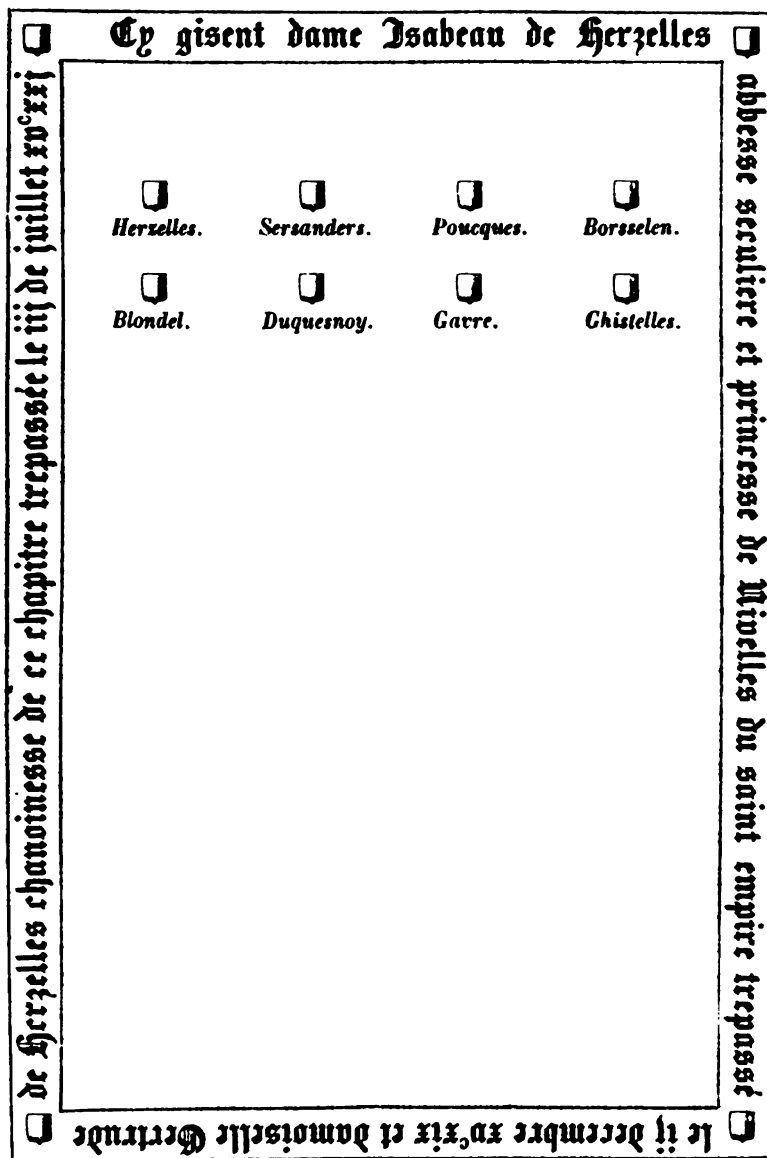 Cy gisent dame Isabeau de Herzelles
abbesse seculiere et princesse de Nivelles du saint empire trepassé
le ij decembre xvᶜxix et damoiselle Gertrude
de Herzelles chanoinesse de ce chapitre trepassée le iij de juillet xvᶜxxj
Herzelles. Sersanders. Poucques. Borsselen.
Blondel. Duquesnoy. Gavre. Ghistelles.